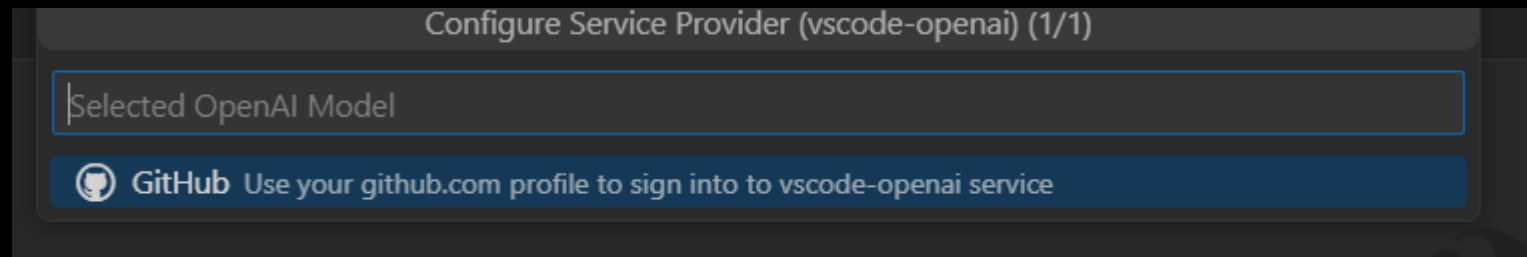 Configure Service Provider (vscode-openai) (1/1)
Selected OpenAI Model
GitHub Use your github.com profile to sign into to vscode-openai service